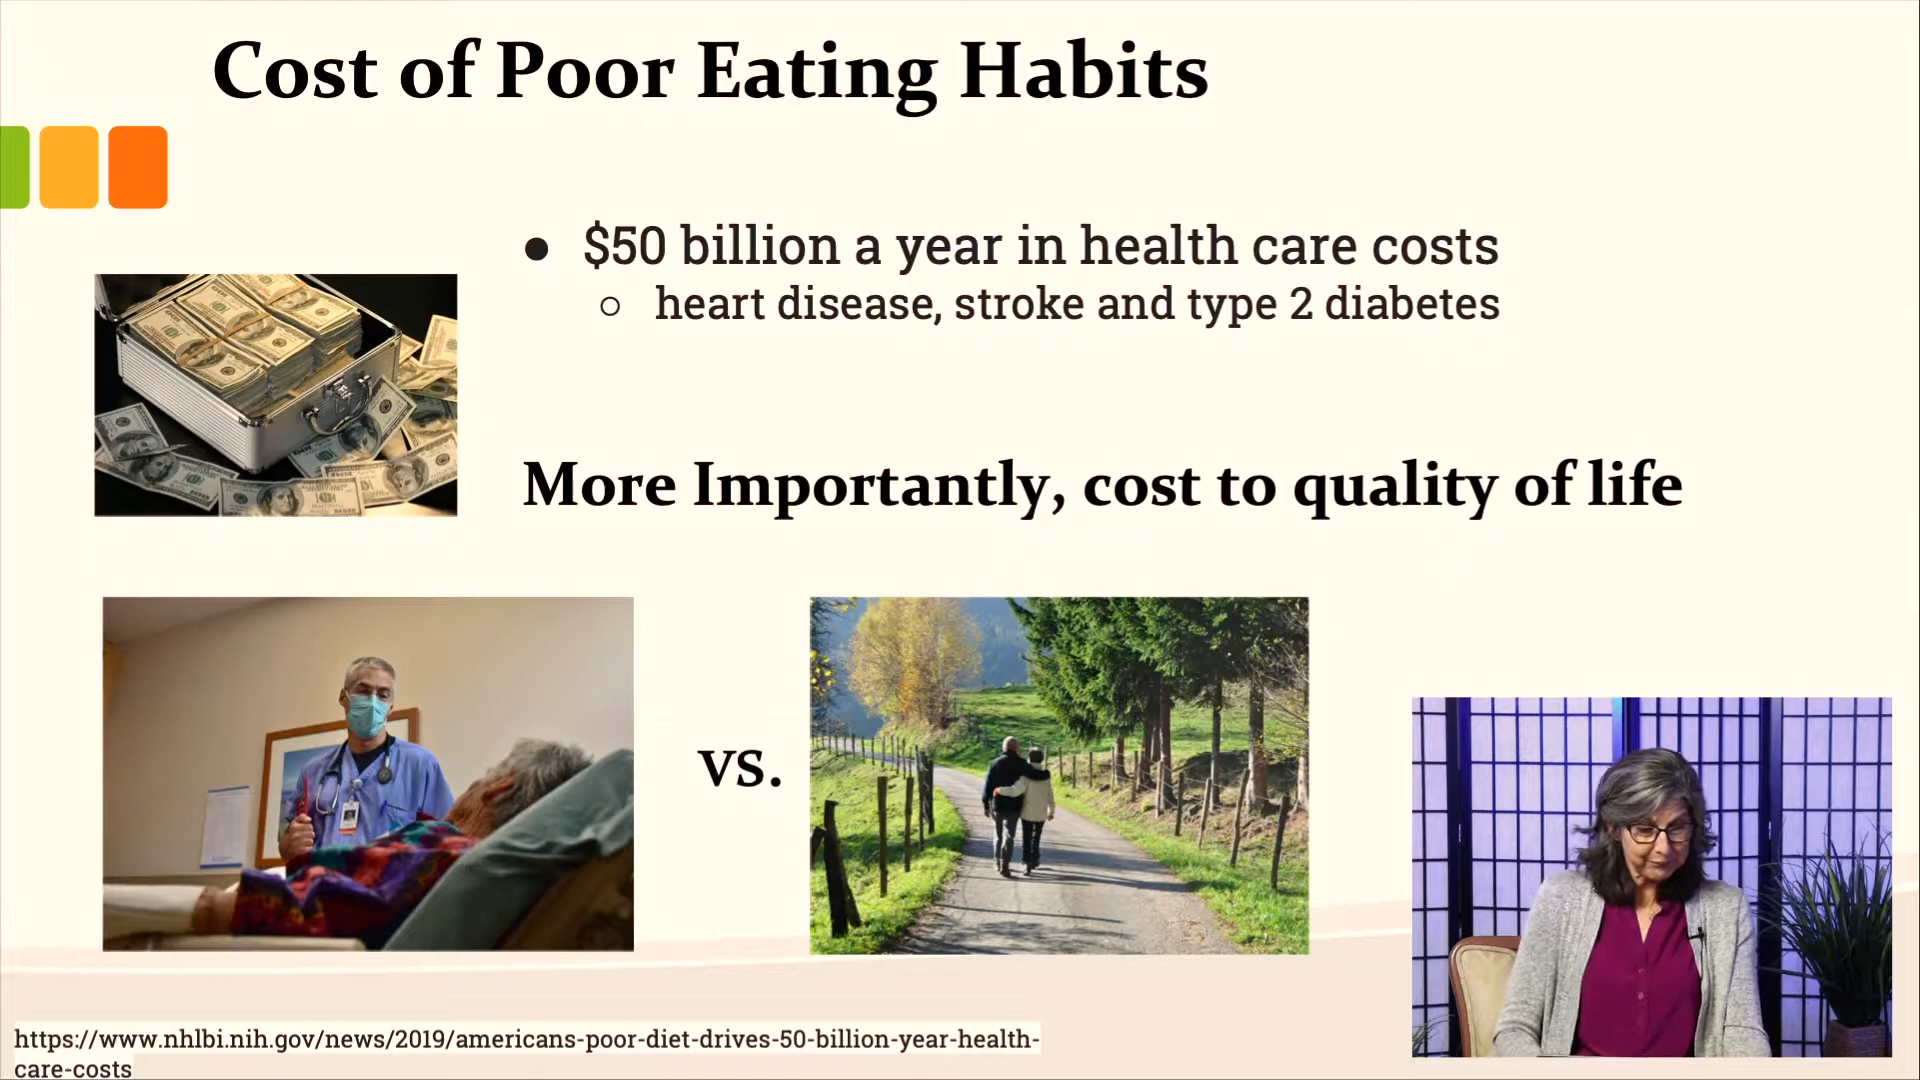 Cost of Poor Eating Habits
● $50 billion a year in health care costs
○ heart disease, stroke and type 2 diabetes
More Importantly, cost to quality of life
vs.
https://www.nhlbi.nih.gov/news/2019/americans-poor-diet-drives-50-billion-year-health-
care-costs